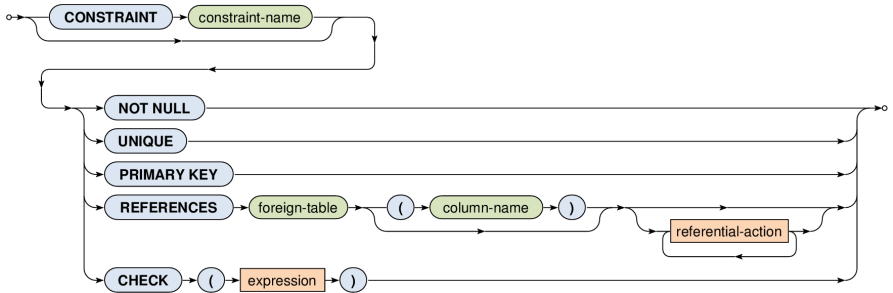 CONSTRAINT constraint-name
NOT NULL
UNIQUE
PRIMARY KEY
REFERENCES foreign-table ( column-name )
referential-action
CHECK ( expression )